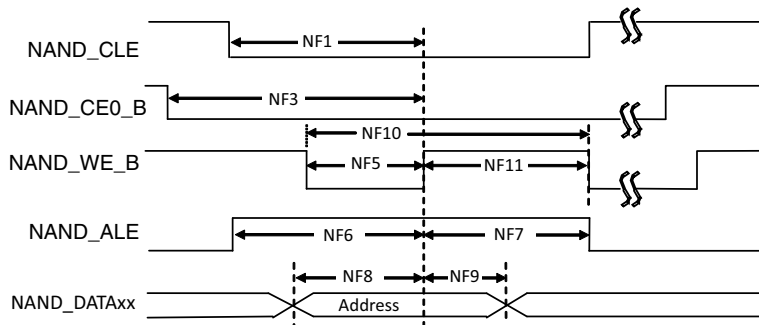 NF1
NAND_CLE
NF3
NAND_CE0_B
NF10
NF5 NF11
NAND_WE_B
NF6 NF7
NAND_ALE
NF8 NF9
NAND_DATAxx Address